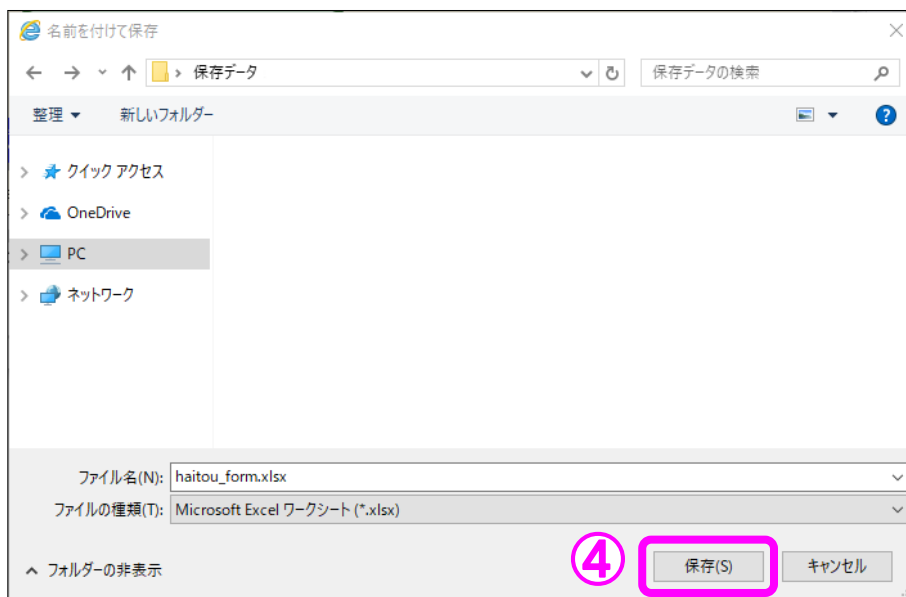 名前を付けて保存
保存データ
保存データの検索
整理
新しいフォルダー
?
クイック アクセス
OneDrive
PC
ネットワーク
ファイル名(N): haitou_form.xlsx
ファイルの種類(T): Microsoft Excel ワークシート (*.xlsx)
フォルダーの非表示
④
保存(S)
キャンセル